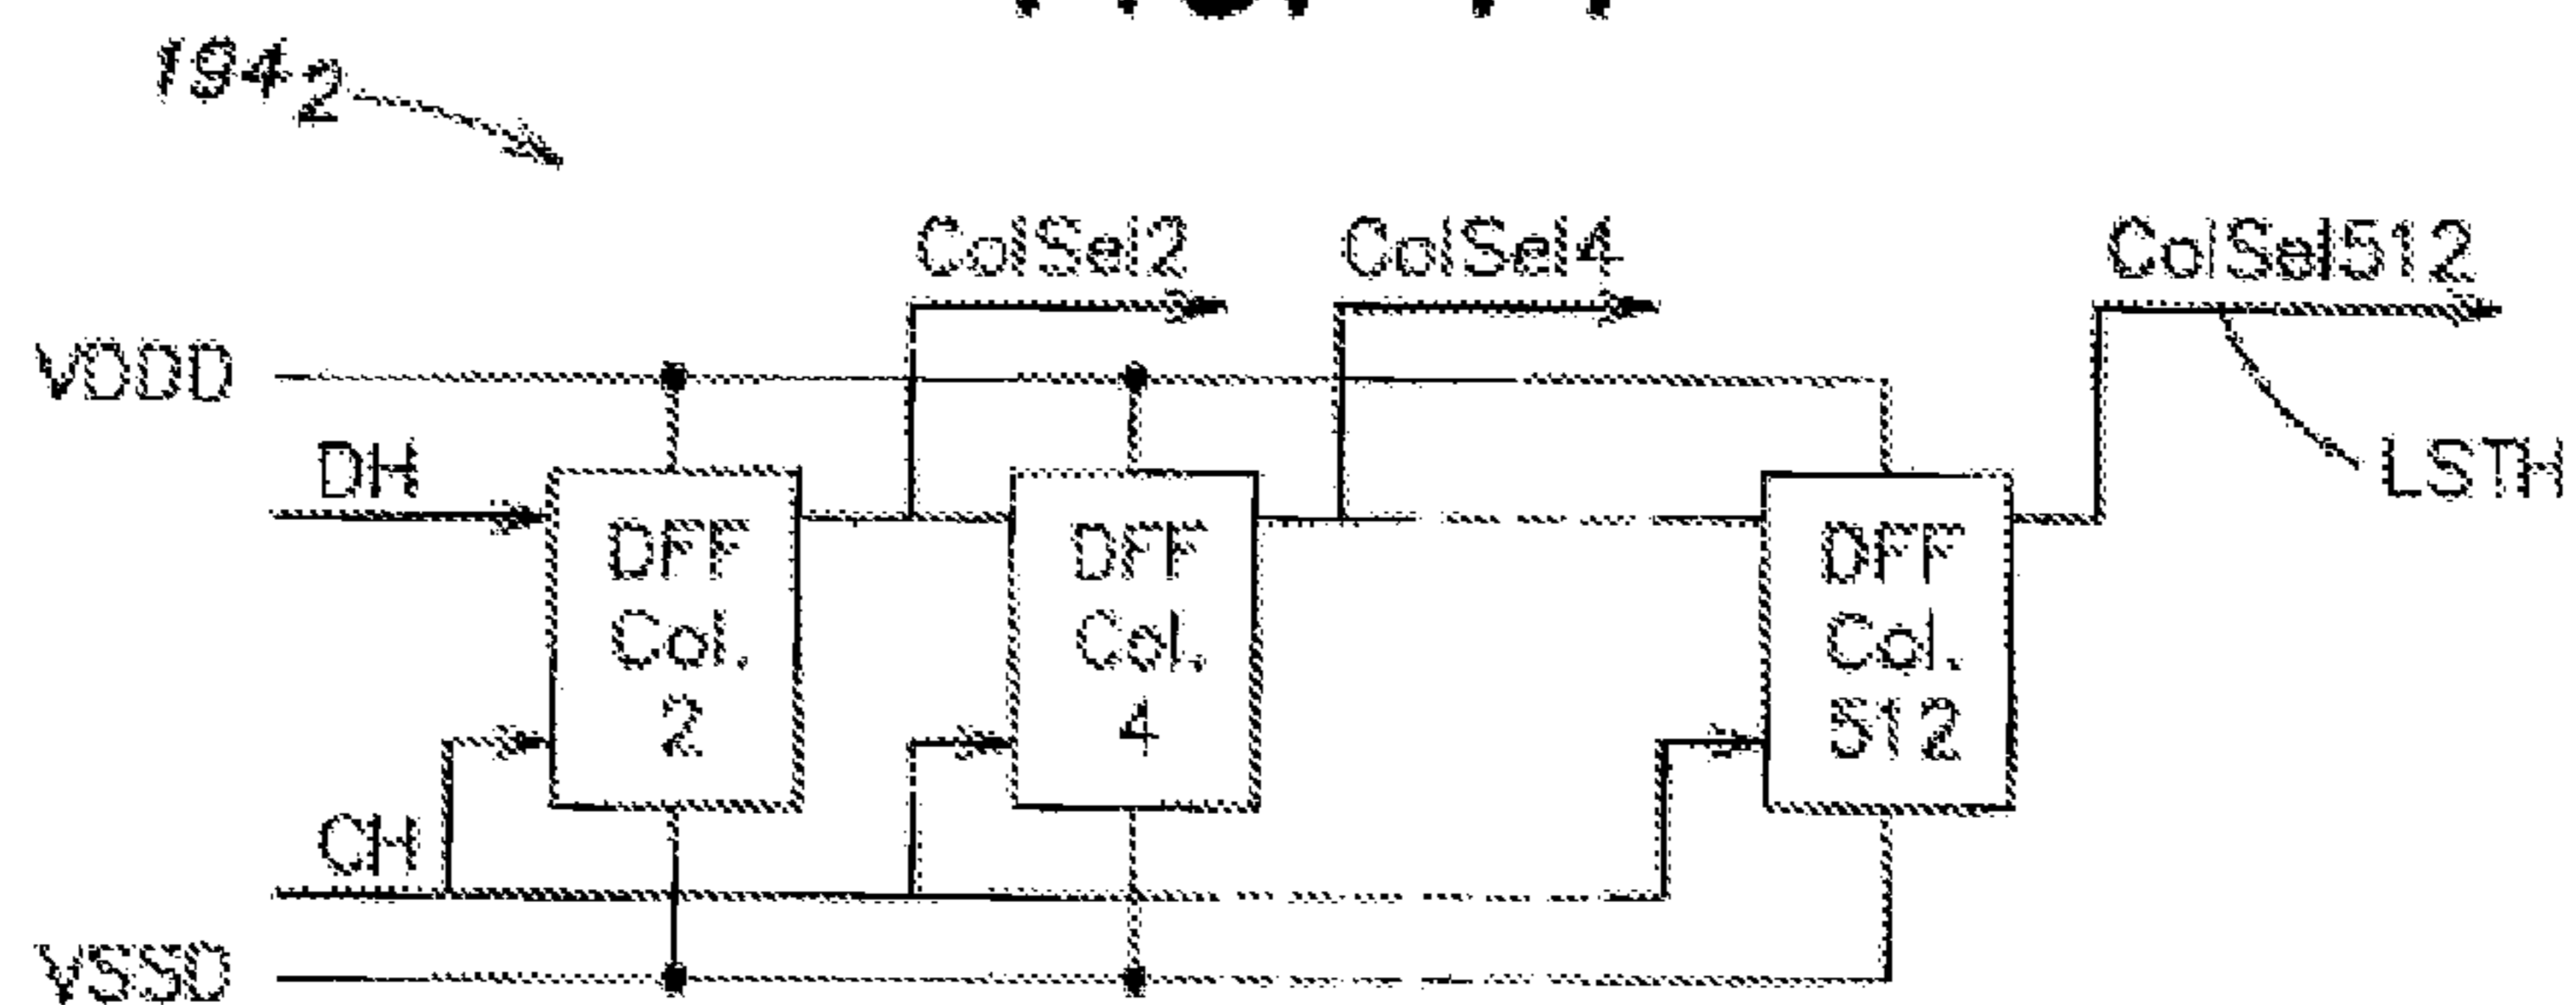 194₂
ColSel2
ColSel4
ColSel512
VDDD
DH
LSTH
DFF
Col.
2
DFF
Col.
4
DFF
Col.
512
CH
VSSD